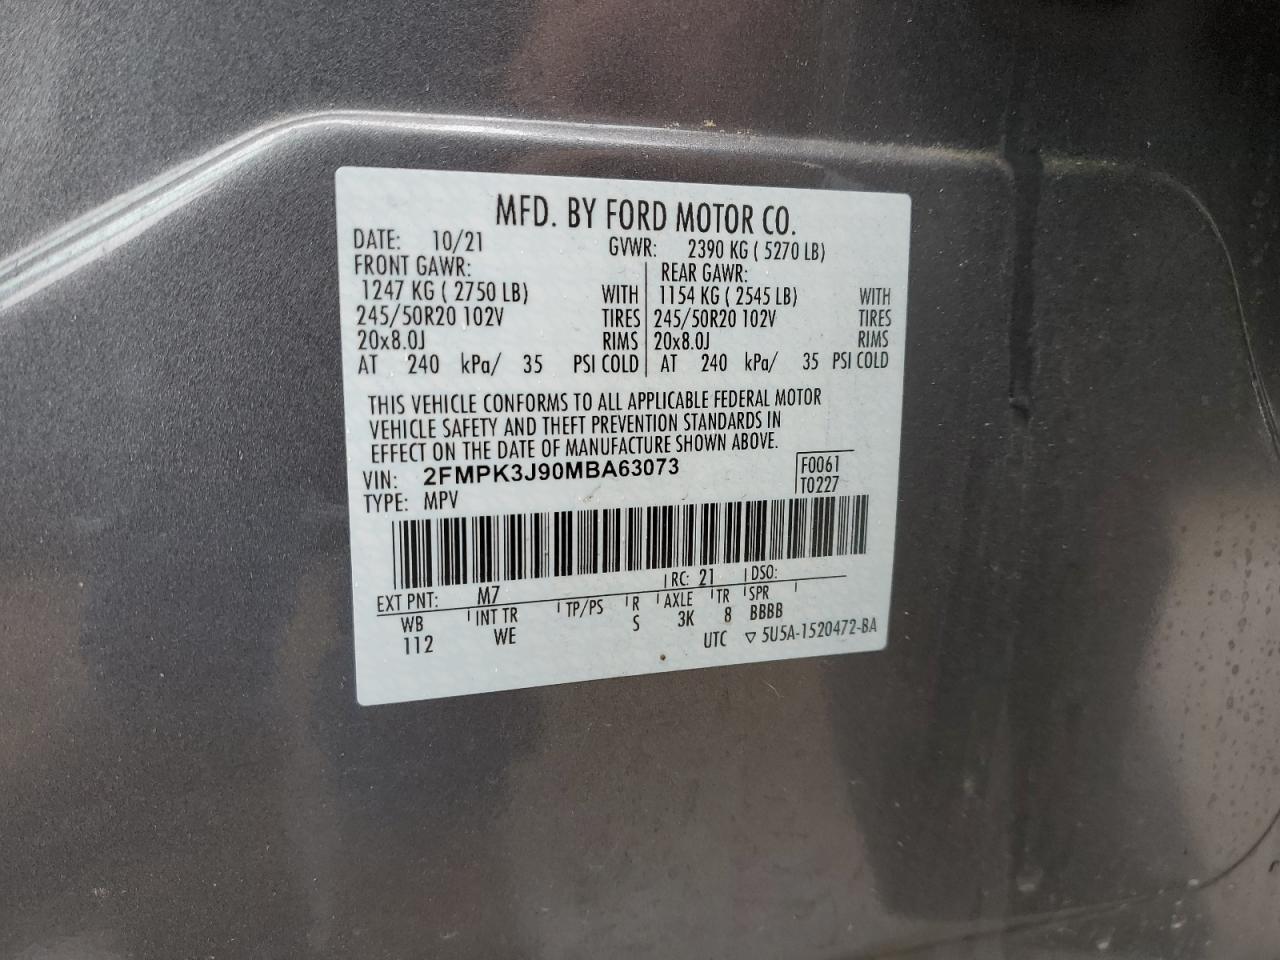 MFD. BY FORD MOTOR CO.
DATE: 10/21 GVWR: 2390 KG ( 5270 LB)
FRONT GAWR: REAR GAWR:
1247 KG ( 2750 LB) WITH 1154 KG ( 2545 LB) WITH
245/50R20 102V TIRES 245/50R20 102V TIRES
20x8.0J RIMS 20x8.0J RIMS
AT 240 kPa/ 35 PSI COLD AT 240 kPa/ 35 PSI COLD
THIS VEHICLE CONFORMS TO ALL APPLICABLE FEDERAL MOTOR
VEHICLE SAFETY AND THEFT PREVENTION STANDARDS IN
EFFECT ON THE DATE OF MANUFACTURE SHOWN ABOVE.
VIN: 2FMPK3J90MBA63073 F0061
TYPE: MPV T0227
EXT PNT: M7 RC: 21 DSO:
WB INT TR TP/PS R AXLE TR SPR
112 WE S 3K 8 BBBB
UTC ▽ 5U5A-1520472-BA